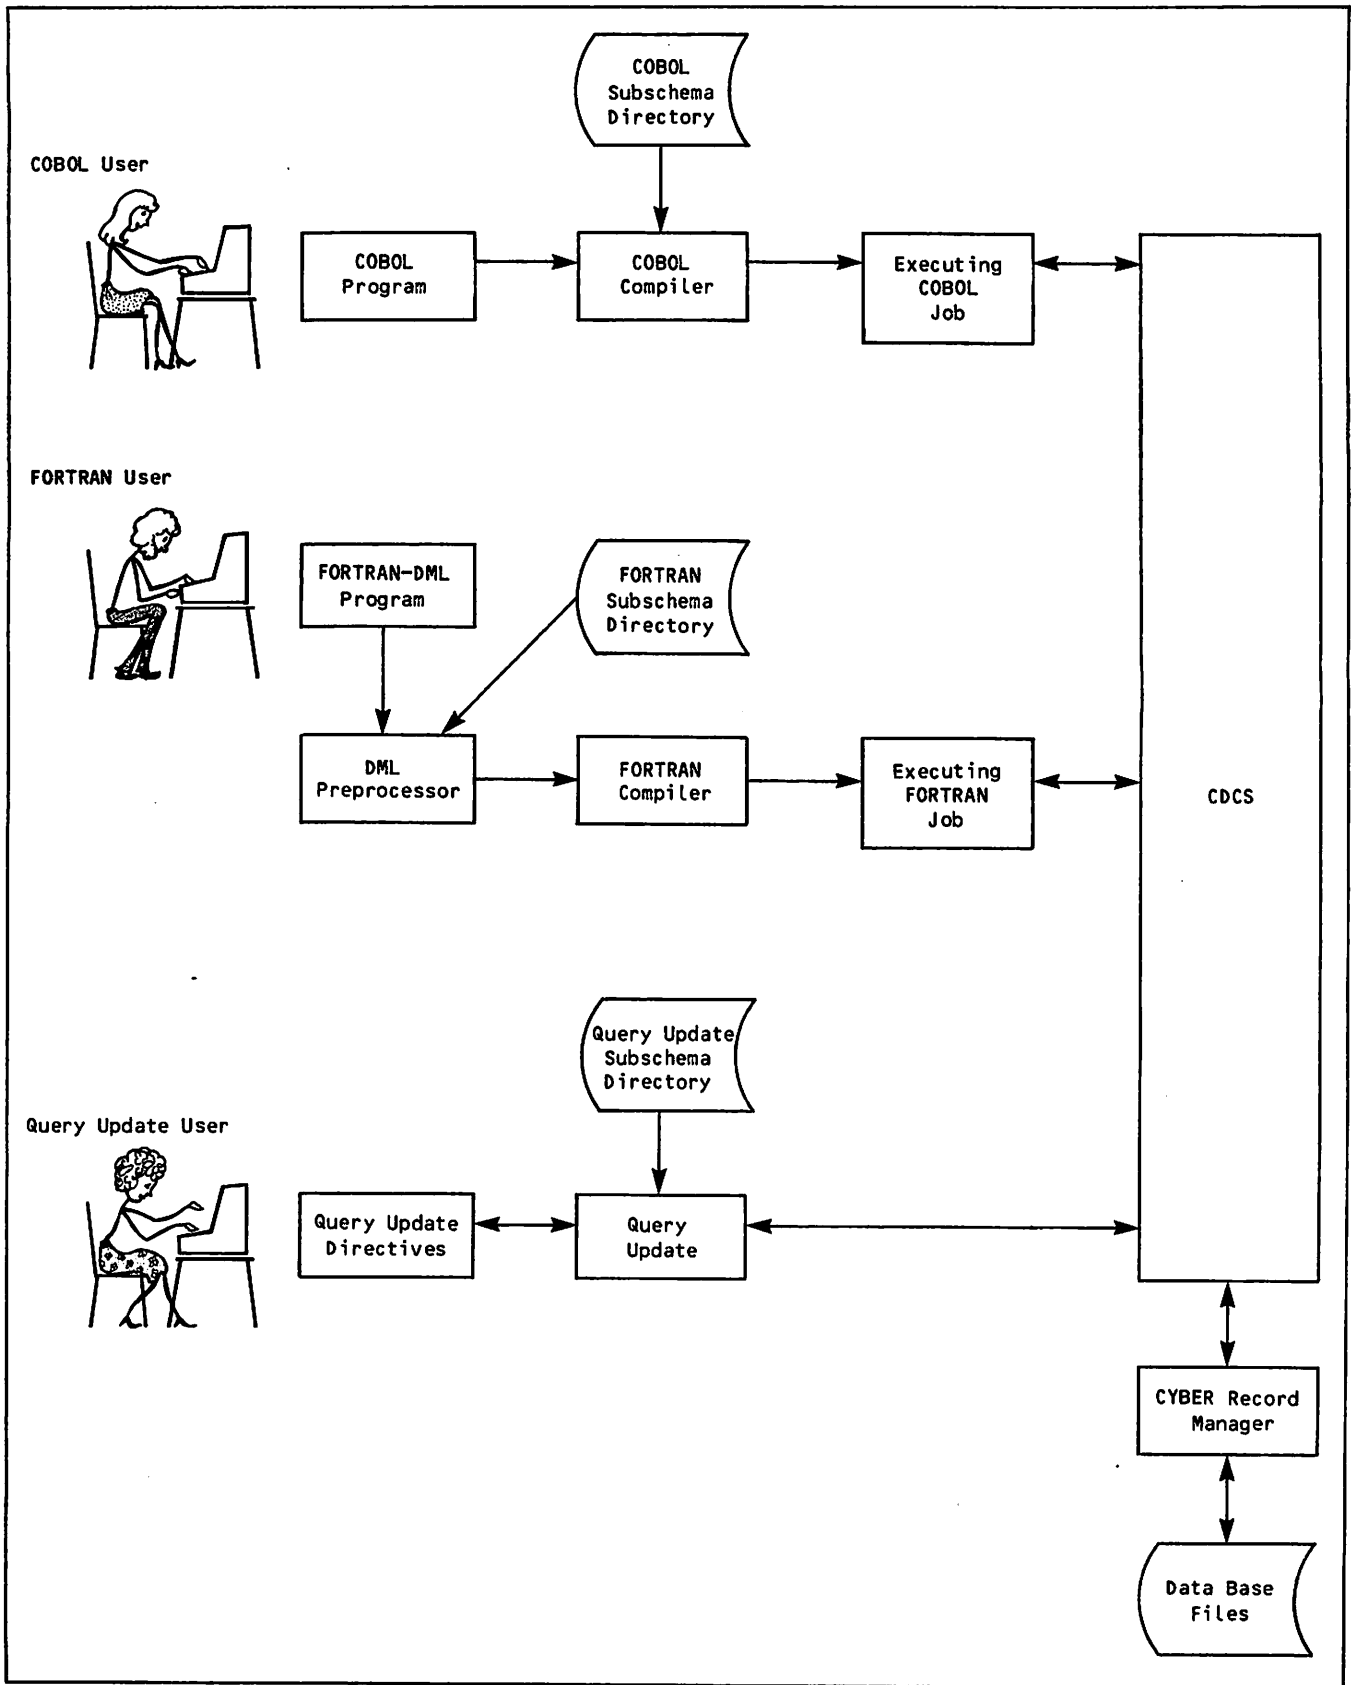 COBOL
Subschema
Directory
COBOL User
COBOL
Program
COBOL
Compiler
Executing
COBOL
Job
FORTRAN User
FORTRAN-DML
Program
FORTRAN
Subschema
Directory
DML
Preprocessor
FORTRAN
Compiler
Executing
FORTRAN
Job
CDCS
Query Update
Subschema
Directory
Query Update User
Query Update
Directives
Query
Update
CYBER Record
Manager
Data Base
Files